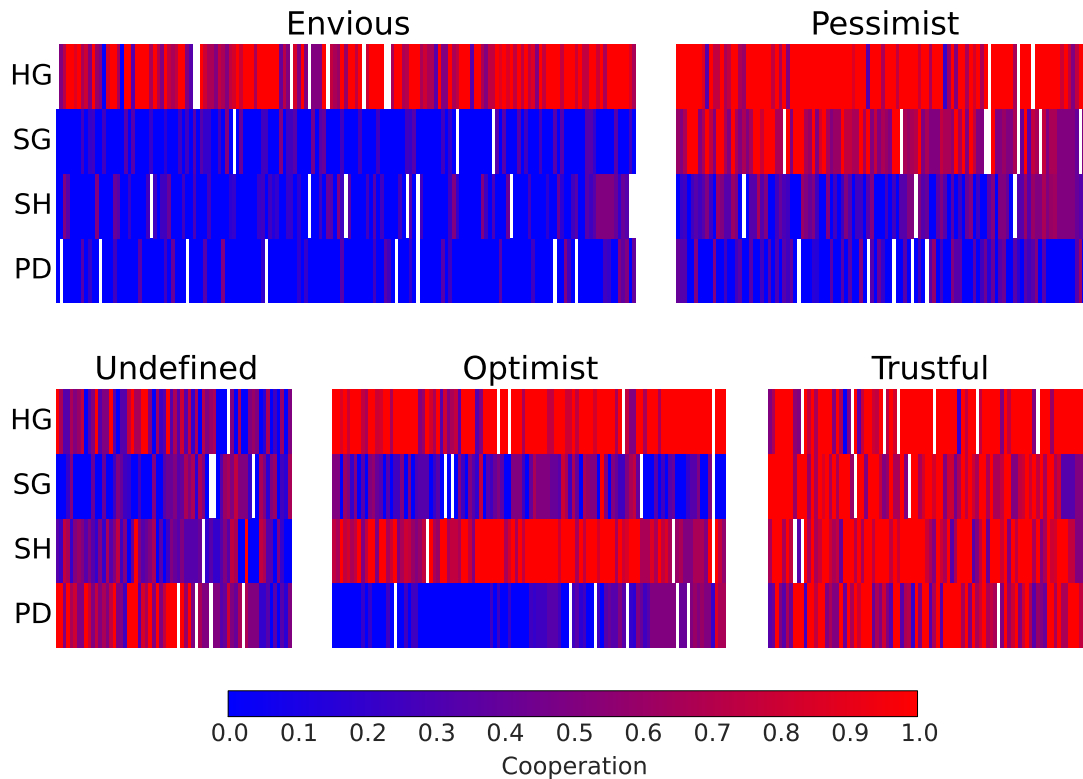 Envious
Pessimist
HG
SG
SH
PD
Undefined
Optimist
Trustful
HG
SG
SH
PD
0.0 0.1 0.2 0.3 0.4 0.5 0.6 0.7 0.8 0.9 1.0
Cooperation